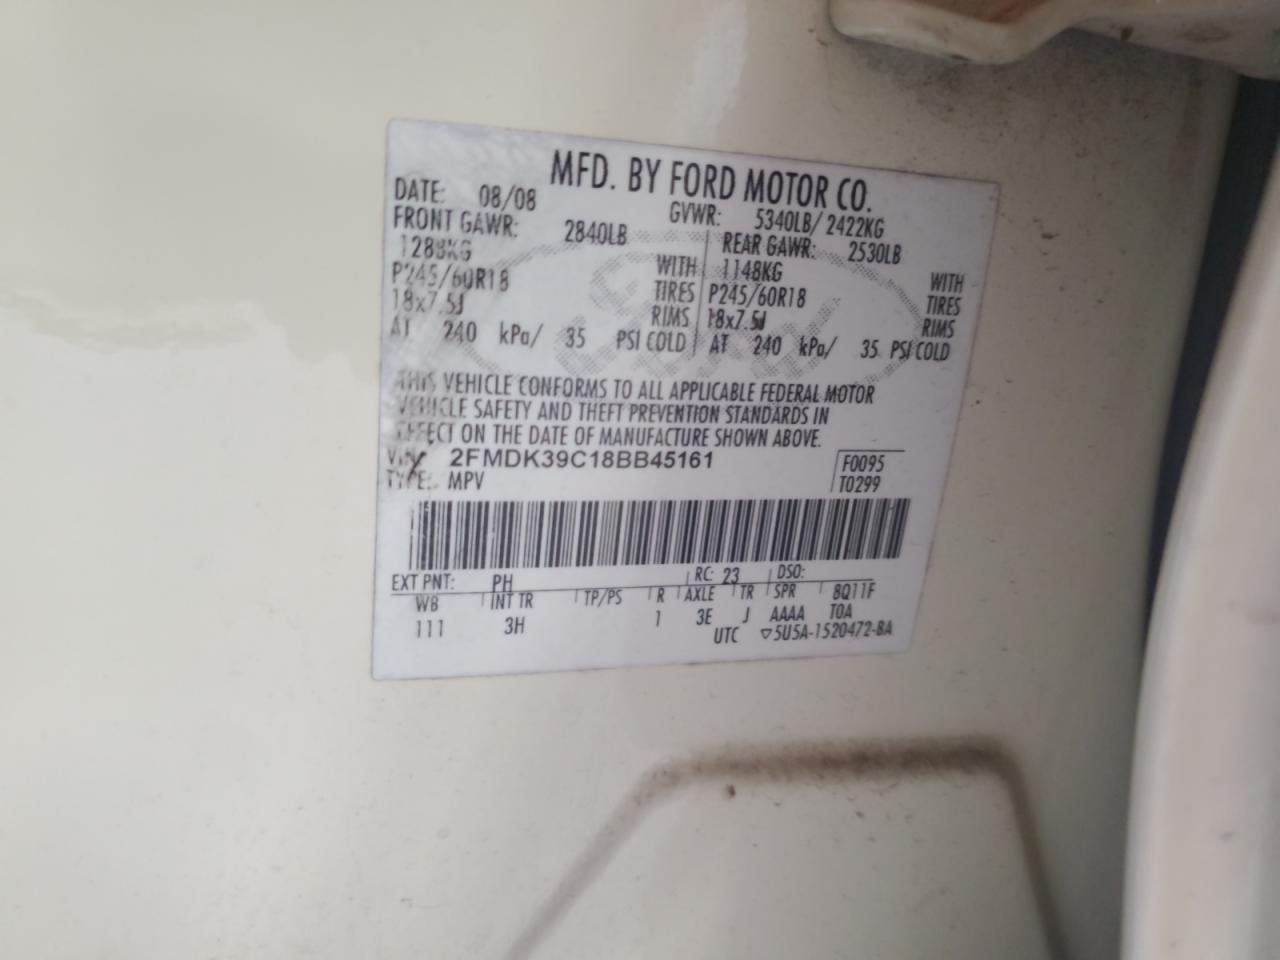 MFD. BY FORD MOTOR CO.
DATE: 08/08 GVWR: 5340LB/ 2422KG
FRONT GAWR: 2840LB REAR GAWR: 2530LB
1288KG WITH 1148KG WITH
P245/60R18 TIRES P245/60R18 TIRES
18x7.5J RIMS 18x7.5J RIMS
AT 240 kPa/ 35 PSI COLD AT 240 kPa/ 35 PSI COLD
THIS VEHICLE CONFORMS TO ALL APPLICABLE FEDERAL MOTOR
VEHICLE SAFETY AND THEFT PREVENTION STANDARDS IN
EFFECT ON THE DATE OF MANUFACTURE SHOWN ABOVE.
VIN: 2FMDK39C18BB45161 F0095
TYPE: MPV T0299
EXT PNT: PH RC: 23 DSO:
WB INT TR TP/PS R AXLE TR SPR 8Q11F
111 3H 1 3E J AAAA TOA
UTC ▽5U5A-1520472-BA
Ford